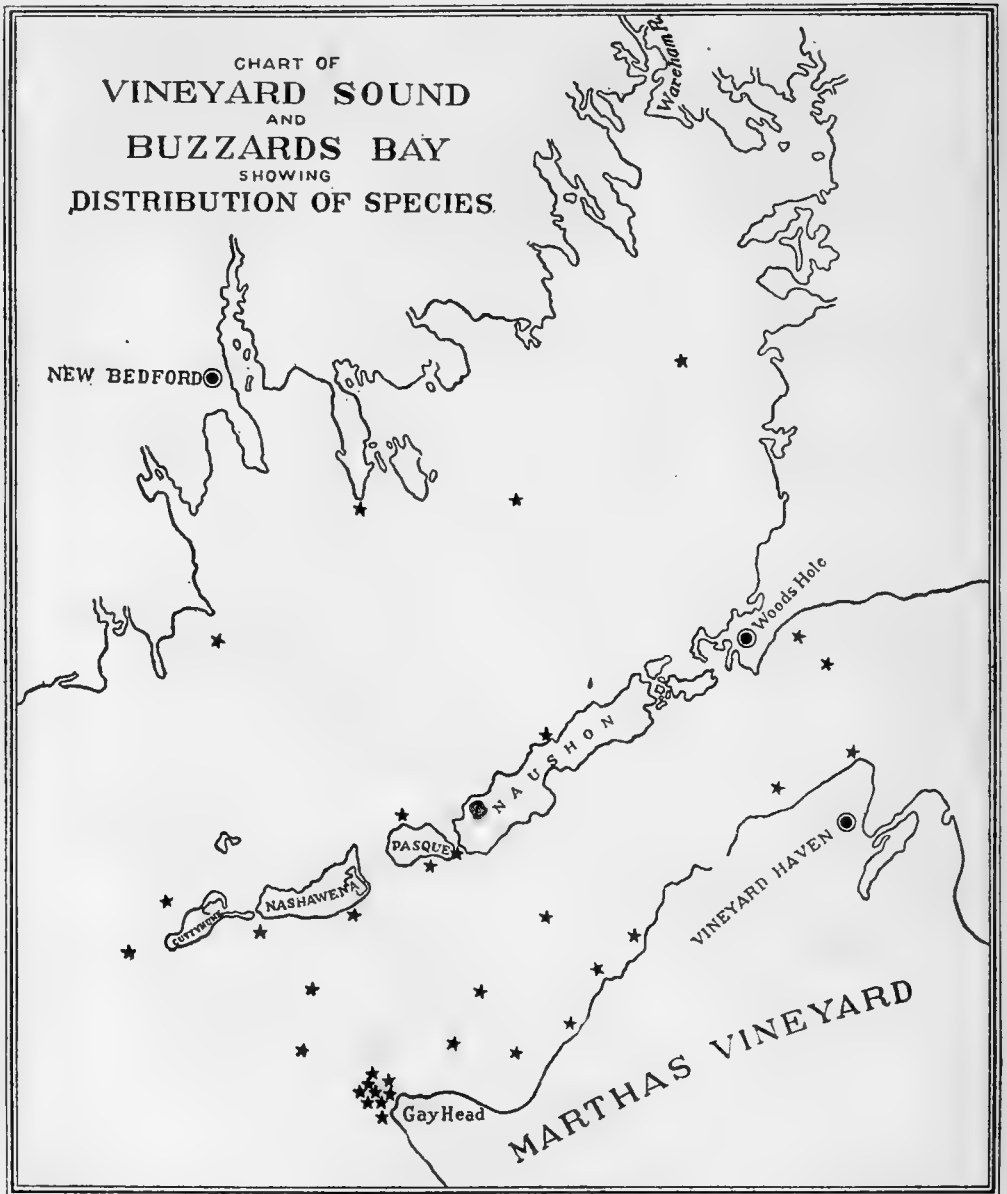 CHART OF
VINEYARD SOUND
AND
BUZZARDS BAY
SHOWING
DISTRIBUTION OF SPECIES
Wareham
NEW BEDFORD
Woods Hole
NAUSHON
PASQUE
NASHAWENA
CUTTYHUNK
VINEYARD HAVEN
MARTHAS VINEYARD
Gay Head